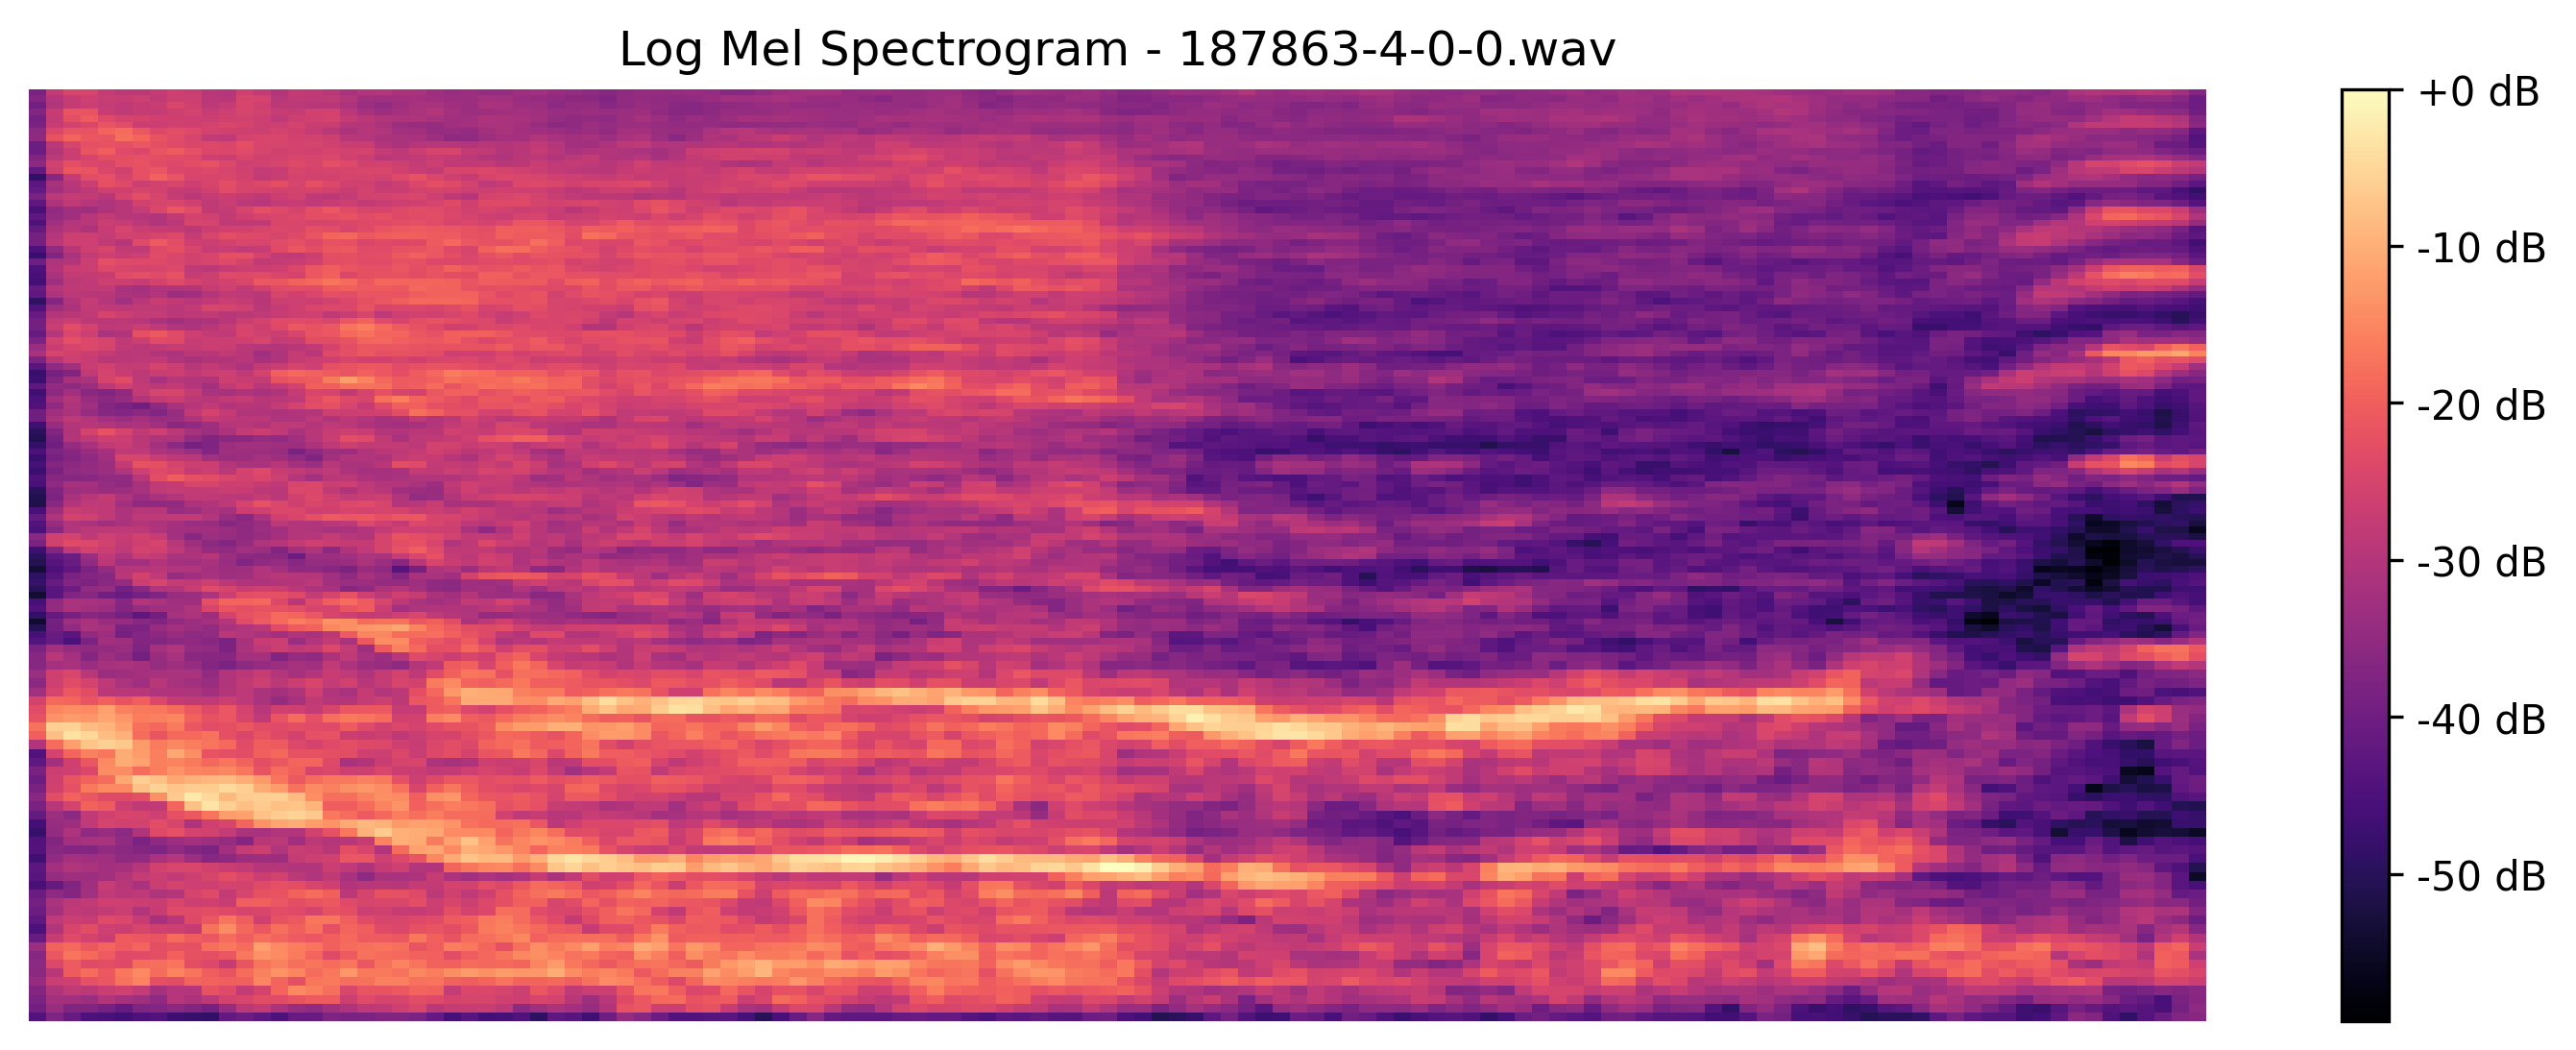 Log Mel Spectrogram - 187863-4-0-0.wav
+0 dB
-10 dB
-20 dB
-30 dB
-40 dB
-50 dB